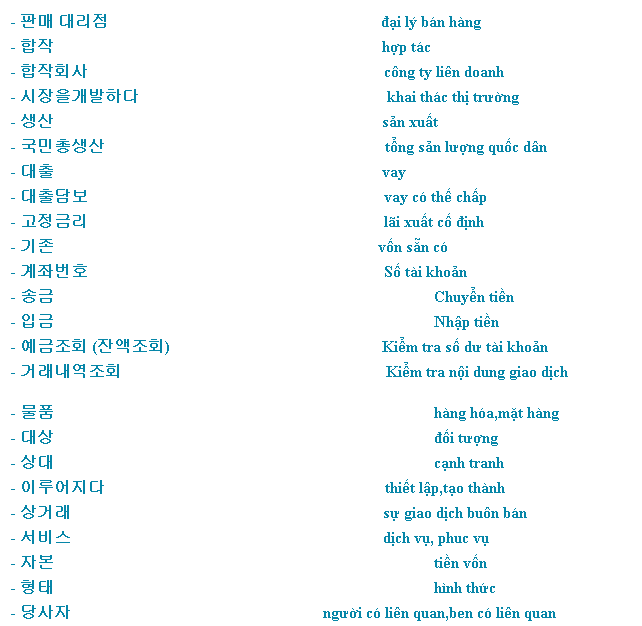 - 판매 대리점 đại lý bán hàng
- 합작 hợp tác
- 합작회사 công ty liên doanh
- 시장을개발하다 khai thác thị trường
- 생산 sản xuất
- 국민총생산 tổng sản lượng quốc dân
- 대출 vay
- 대출담보 vay có thế chấp
- 고정금리 lãi xuất cố định
- 기존 vốn sẵn có
- 계좌번호 Số tài khoản
- 송금 Chuyển tiền
- 입금 Nhập tiền
- 예금조회 (잔액조회) Kiểm tra số dư tài khoản
- 거래내역조회 Kiểm tra nội dung giao dịch
- 물품 hàng hóa,mặt hàng
- 대상 đối tượng
- 상대 cạnh tranh
- 이루어지다 thiết lập,tạo thành
- 상거래 sự giao dịch buôn bán
- 서비스 dịch vụ, phuc vụ
- 자본 tiền vốn
- 형태 hình thức
- 당사자 người có liên quan,ben có liên quan